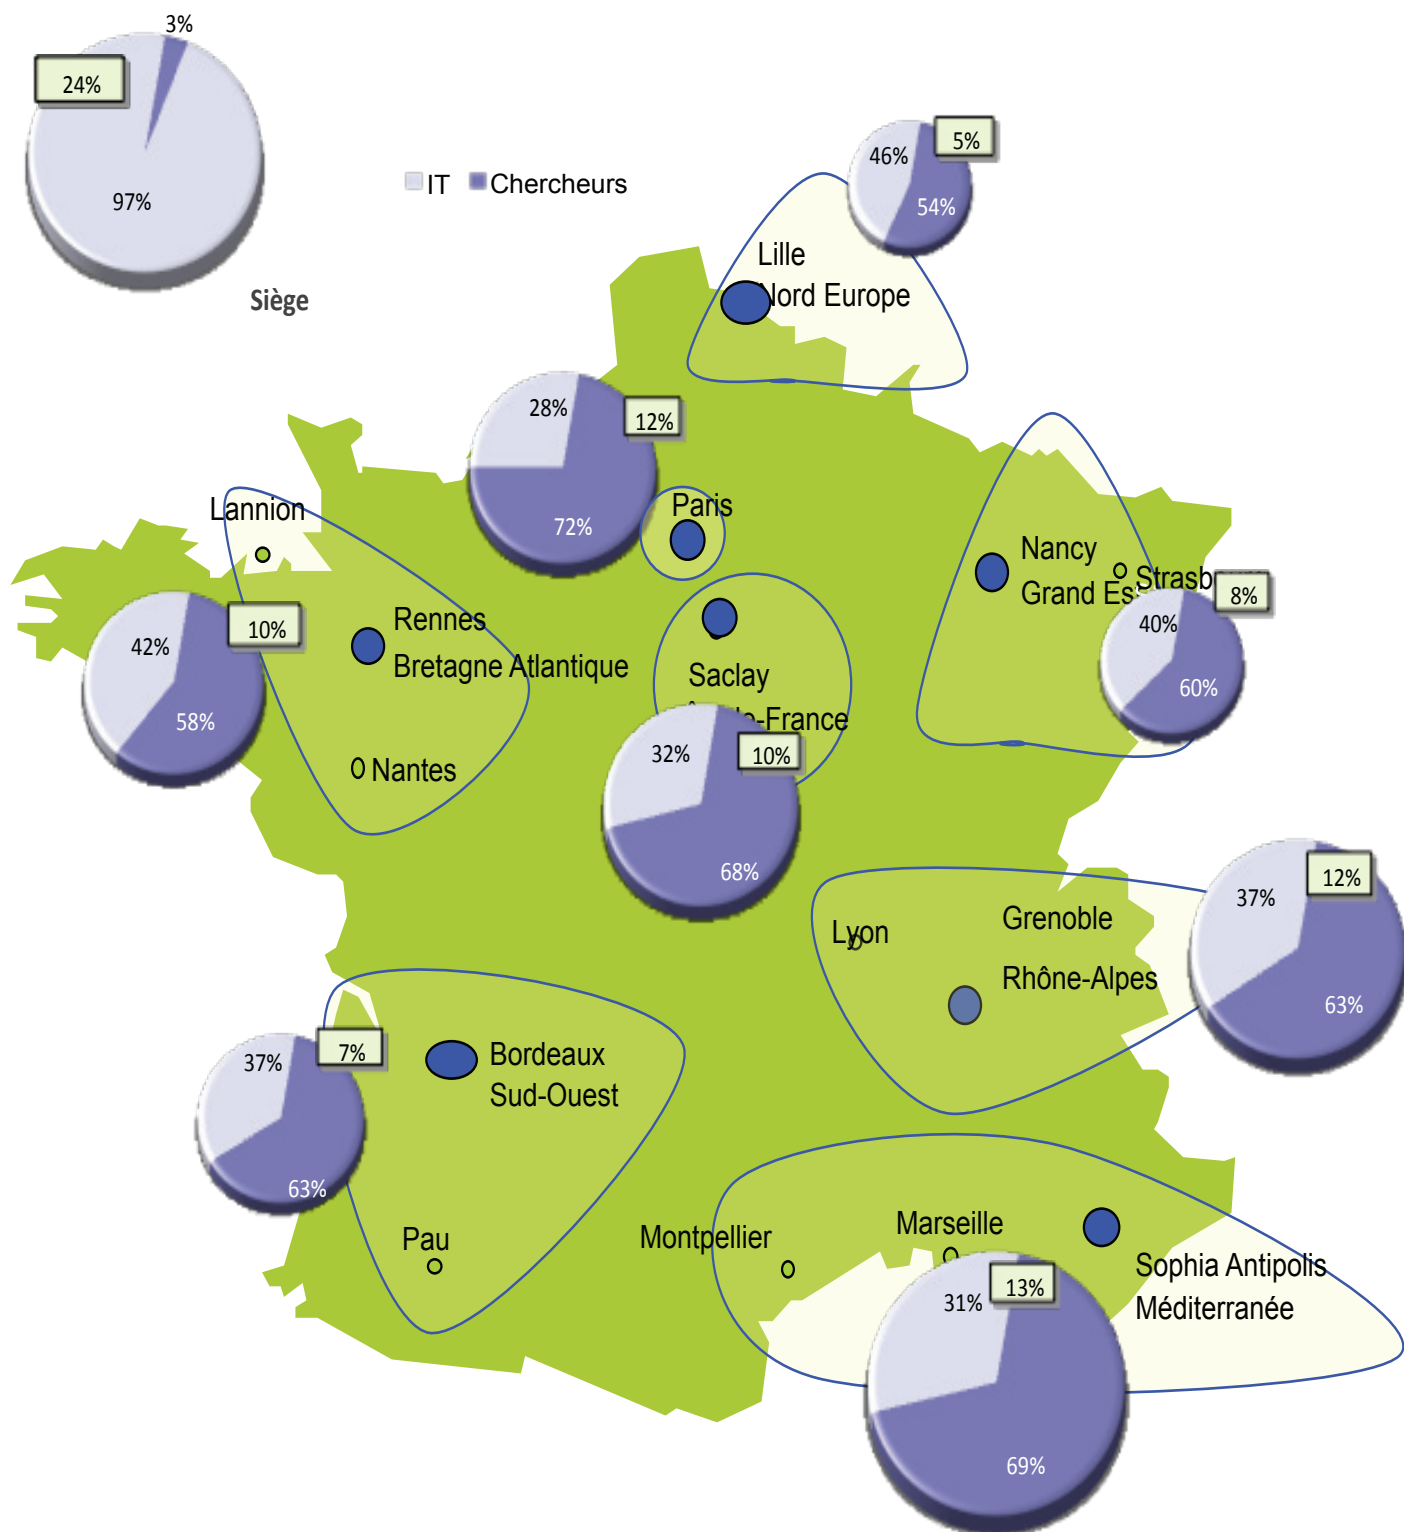 3%
24%
97%
Siège
IT
Chercheurs
46%
5%
54%
Lille
Nord Europe
28%
12%
72%
Paris
Lannion
42%
10%
58%
Rennes
Bretagne Atlantique
Nantes
Nancy
Grand Es
Strasb
8%
40%
60%
Saclay
-France
32%
10%
68%
Lyon
Grenoble
Rhône-Alpes
37%
12%
63%
37%
7%
63%
Bordeaux
Sud-Ouest
Pau
Montpellier
Marseille
Sophia Antipolis
Méditerranée
31%
13%
69%